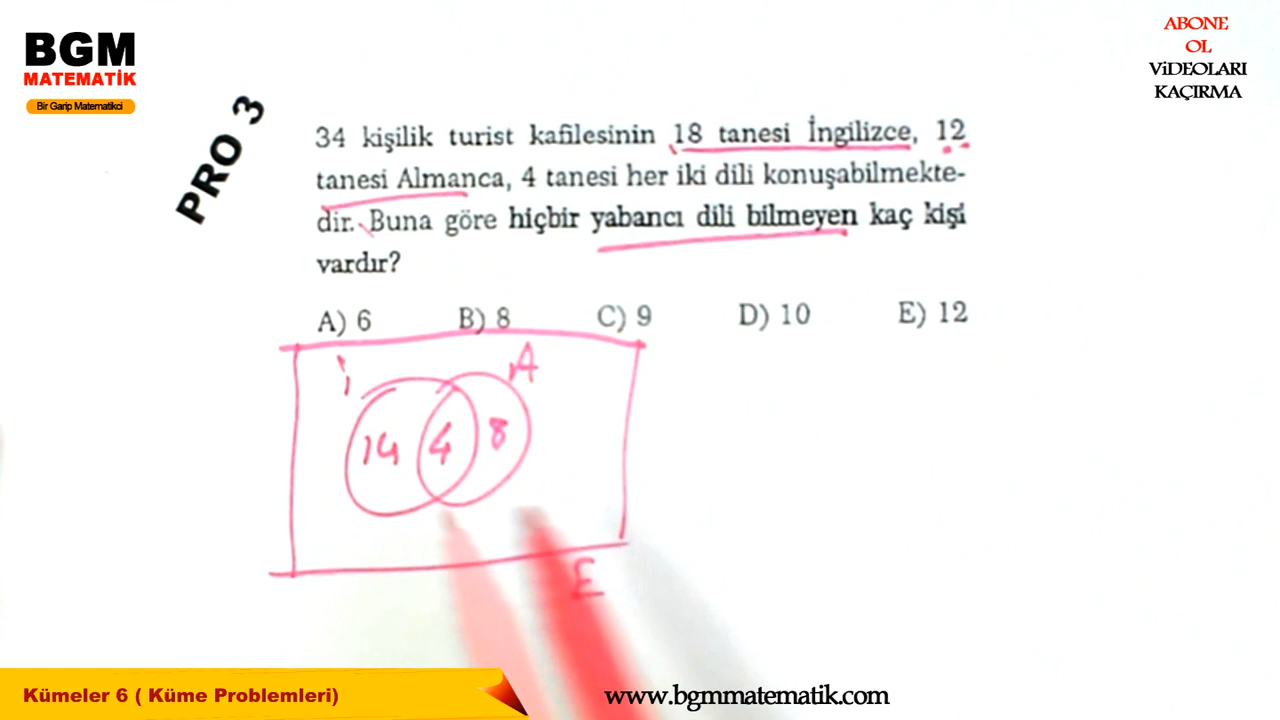 BGM
MATEMATİK
Bir Garip Matematikci
ABONE
OL
ViDEOLARI
KAÇIRMA
PRO 3
34 kişilik turist kafilesinin 18 tanesi İngilizce, 12
tanesi Almanca, 4 tanesi her iki dili konuşabilmekte-
dir. Buna göre hiçbir yabancı dili bilmeyen kaç kişi
vardır?
A) 6 B) 8 C) 9 D) 10 E) 12
İ A
14 4 8
E
Kümeler 6 ( Küme Problemleri)
www.bgmmatematik.com